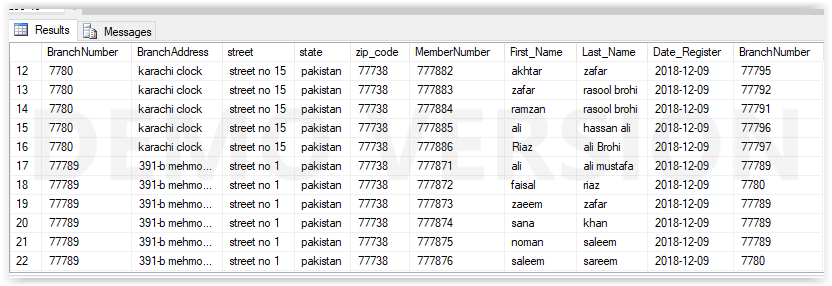 Results Messages
BranchNumber BranchAddress street state zip_code MemberNumber First_Name Last_Name Date_Register BranchNumber
12 7780 karachi clock street no 15 pakistan 77738 777882 akhtar zafar 2018-12-09 77795
13 7780 karachi clock street no 15 pakistan 77738 777883 zafar rasool brohi 2018-12-09 77792
14 7780 karachi clock street no 15 pakistan 77738 777884 ramzan rasool brohi 2018-12-09 77791
15 7780 karachi clock street no 15 pakistan 77738 777885 ali hassan ali 2018-12-09 77796
16 7780 karachi clock street no 15 pakistan 77738 777886 Riaz ali Brohi 2018-12-09 77797
17 77789 391-b mehmo... street no 1 pakistan 77738 777871 ali ali mustafa 2018-12-09 77789
18 77789 391-b mehmo... street no 1 pakistan 77738 777872 faisal riaz 2018-12-09 7780
19 77789 391-b mehmo... street no 1 pakistan 77738 777873 zaeem zafar 2018-12-09 77789
20 77789 391-b mehmo... street no 1 pakistan 77738 777874 sana khan 2018-12-09 77789
21 77789 391-b mehmo... street no 1 pakistan 77738 777875 noman saleem 2018-12-09 77789
22 77789 391-b mehmo... street no 1 pakistan 77738 777876 saleem sareem 2018-12-09 7780
DEMO VERSION